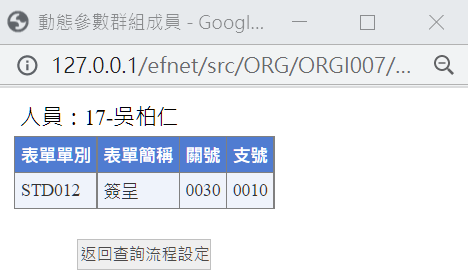 動態參數群組成員 - Googl...
127.0.0.1/efnet/src/ORG/ORGI007/...
人員：17-吳柏仁
表單單別 表單簡稱 關號 支號
STD012 簽呈 0030 0010
返回查詢流程設定